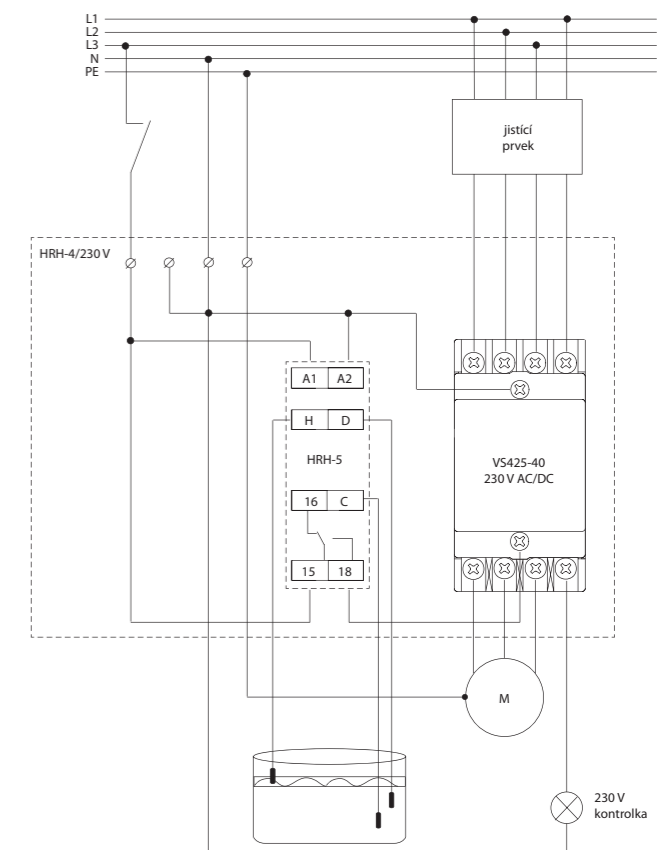 L1
L2
L3
N
PE
jistící
prvek
HRH-4/230 V
A1 A2
H D
HRH-5
VS425-40
230 V AC/DC
16 C
15 18
M
230 V
kontrolka